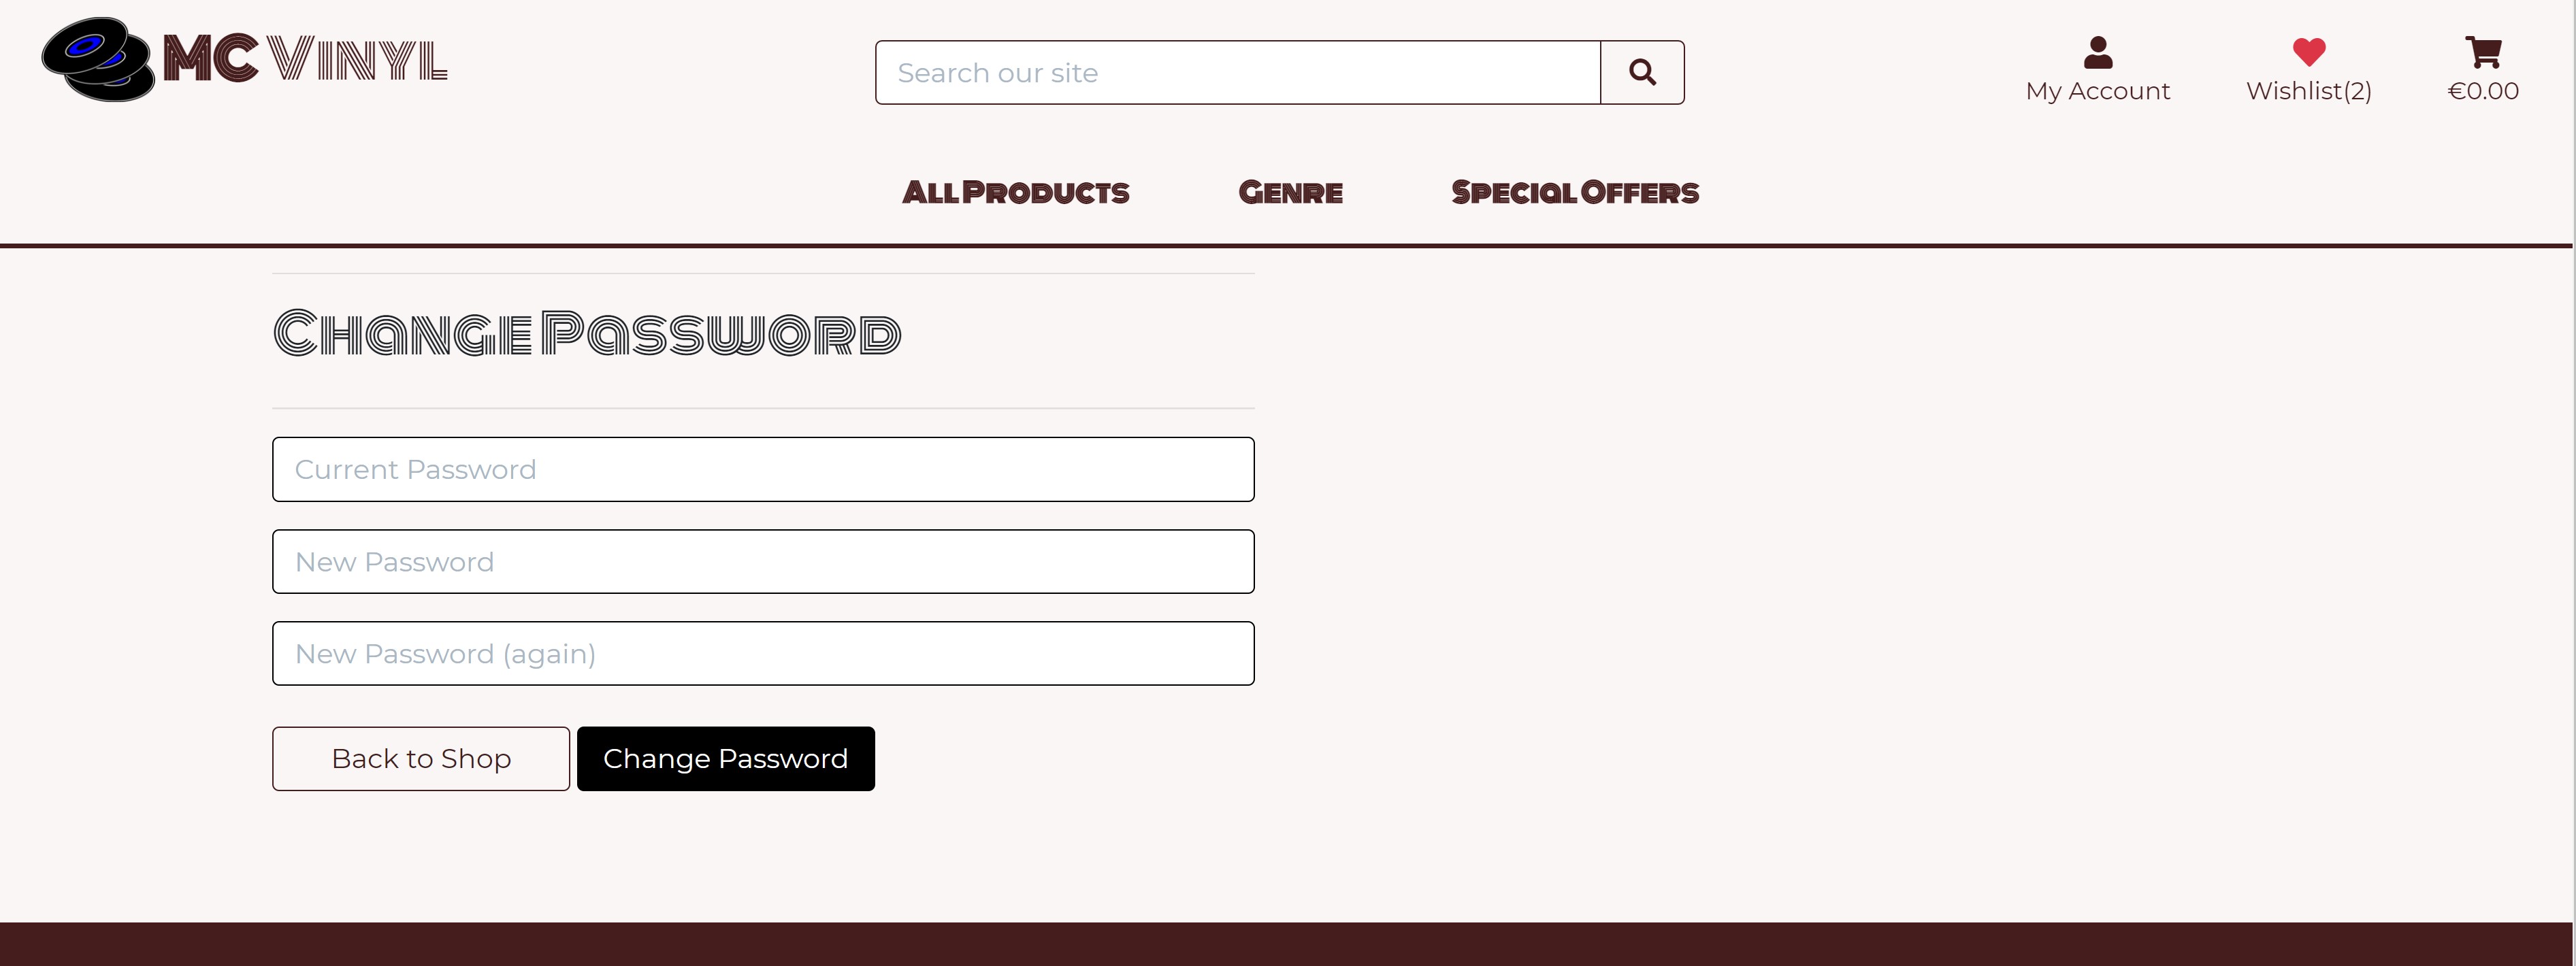 MC Vinyl
Search our site
My Account
Wishlist(2)
€0.00
All Products
Genre
Special Offers
Change Password
Current Password
New Password
New Password (again)
Back to Shop
Change Password